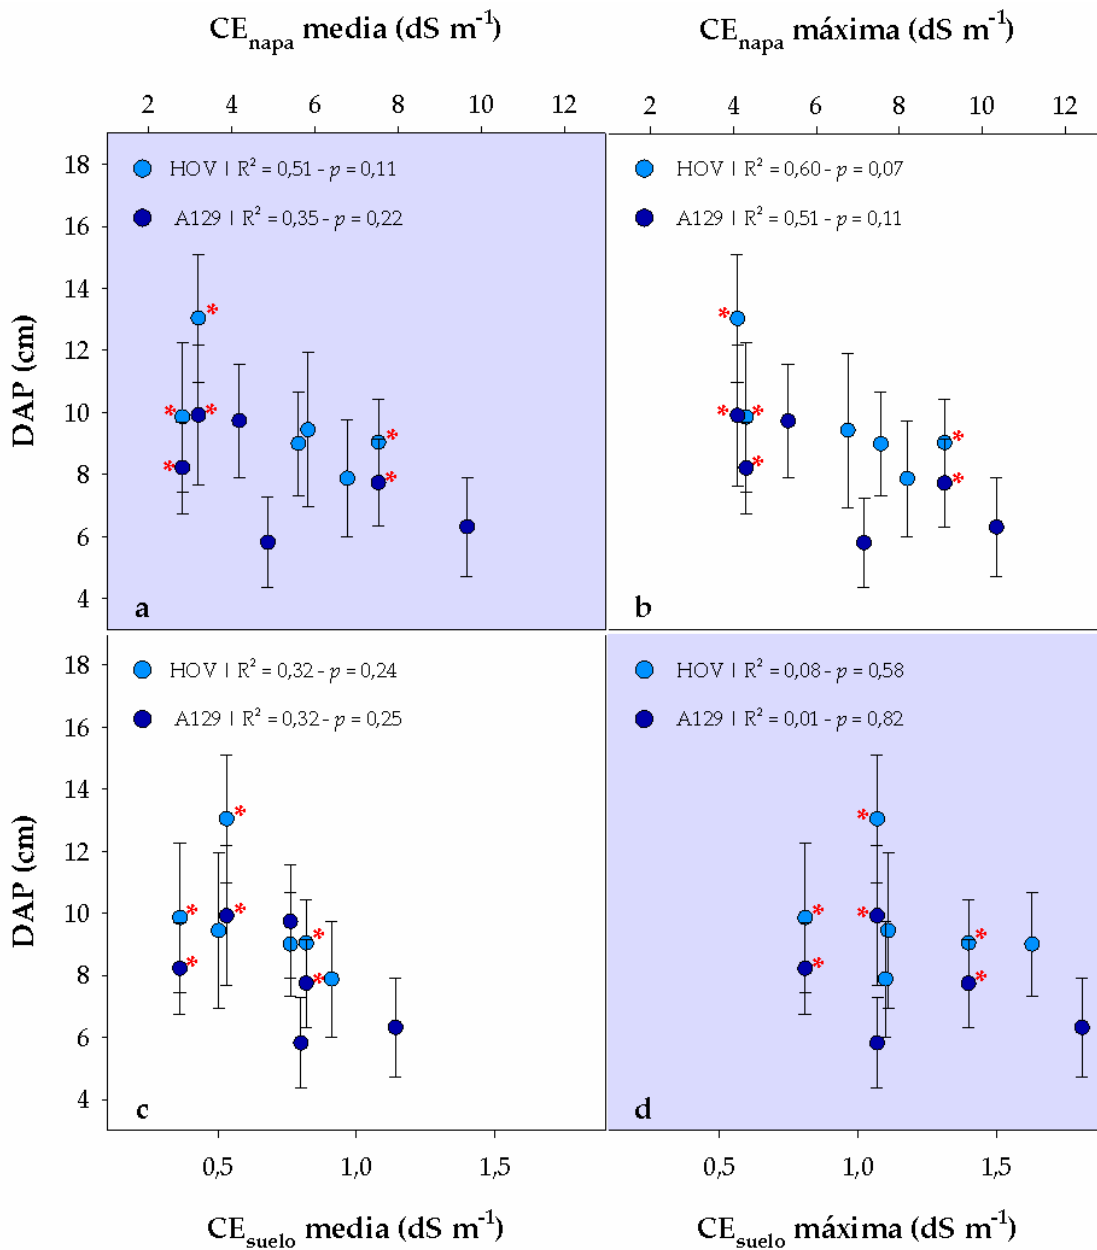 CEnapa media (dS m-1)
CEnapa máxima (dS m-1)
2 4 6 8 10 12
2 4 6 8 10 12
HOV | R² = 0,51 - p = 0,11
A129 | R² = 0,35 - p = 0,22
HOV | R² = 0,60 - p = 0,07
A129 | R² = 0,51 - p = 0,11
DAP (cm)
18
16
14
12
10
8
6
4
* * * * * *
* * * * * *
a
b
HOV | R² = 0,32 - p = 0,24
A129 | R² = 0,32 - p = 0,25
HOV | R² = 0,08 - p = 0,58
A129 | R² = 0,01 - p = 0,82
DAP (cm)
18
16
14
12
10
8
6
4
* * * * * *
* * * * * *
c
d
0,5 1,0 1,5
0,5 1,0 1,5
CEsuelo media (dS m-1)
CEsuelo máxima (dS m-1)